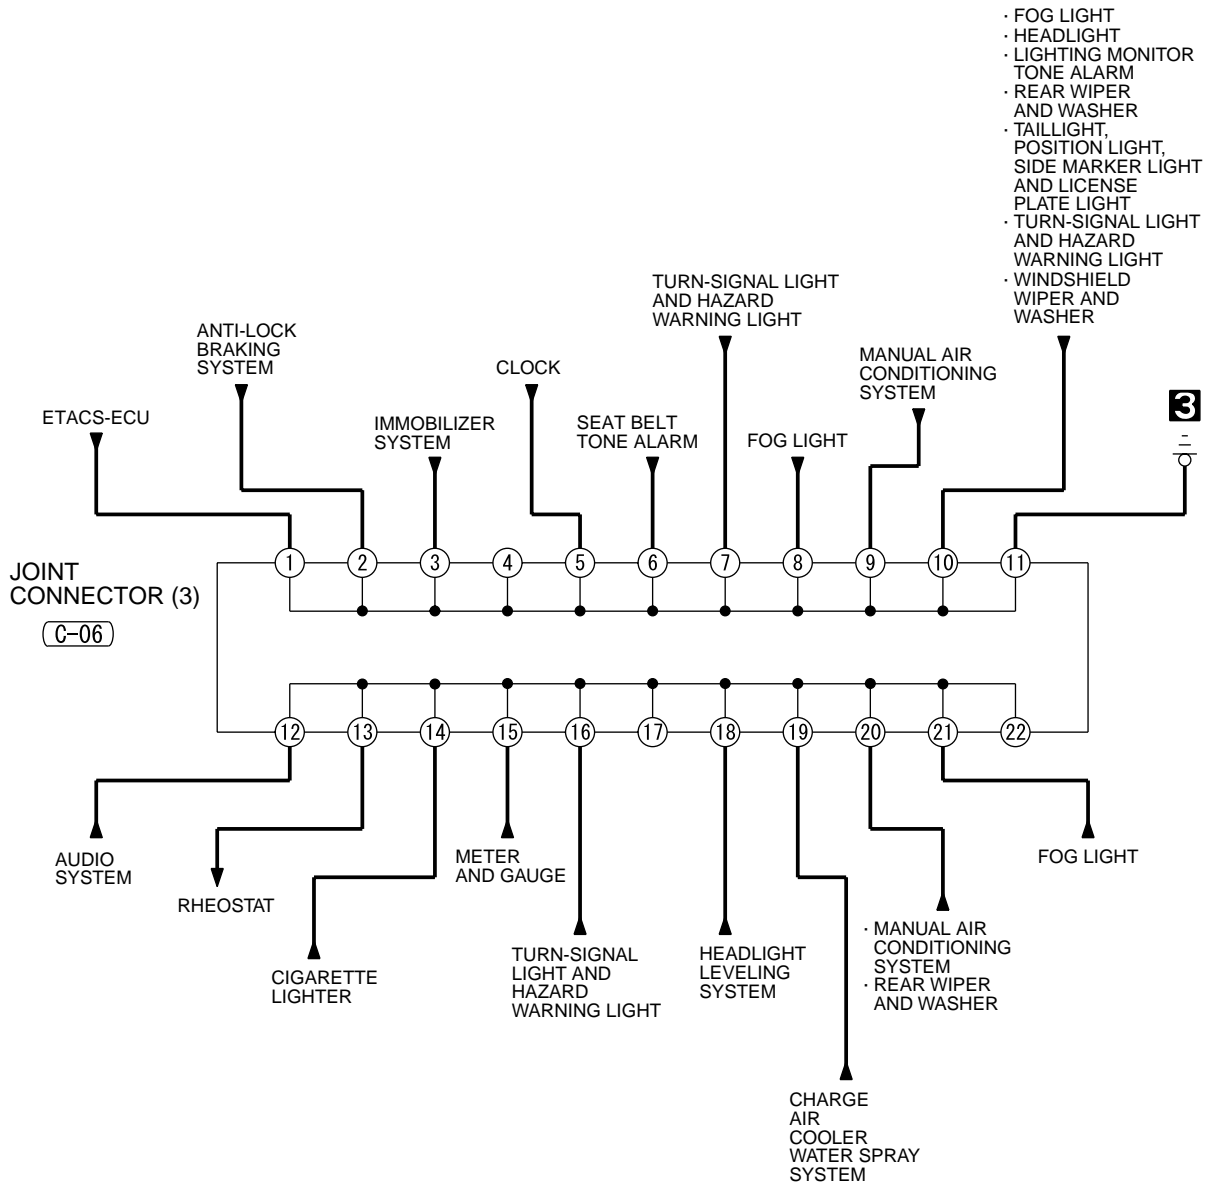 · FOG LIGHT
· HEADLIGHT
· LIGHTING MONITOR
TONE ALARM
· REAR WIPER
AND WASHER
· TAILLIGHT,
POSITION LIGHT,
SIDE MARKER LIGHT
AND LICENSE
PLATE LIGHT
· TURN-SIGNAL LIGHT
AND HAZARD
WARNING LIGHT
· WINDSHIELD
WIPER AND
WASHER
TURN-SIGNAL LIGHT
AND HAZARD
WARNING LIGHT
ANTI-LOCK
BRAKING
SYSTEM
CLOCK
MANUAL AIR
CONDITIONING
SYSTEM
ETACS-ECU
IMMOBILIZER
SYSTEM
SEAT BELT
TONE ALARM
FOG LIGHT
3
1 2 3 4 5 6 7 8 9 10 11
JOINT
CONNECTOR (3)
C-06
12 13 14 15 16 17 18 19 20 21 22
AUDIO
SYSTEM
RHEOSTAT
CIGARETTE
LIGHTER
METER
AND GAUGE
TURN-SIGNAL
LIGHT AND
HAZARD
WARNING LIGHT
HEADLIGHT
LEVELING
SYSTEM
CHARGE
AIR
COOLER
WATER SPRAY
SYSTEM
· MANUAL AIR
CONDITIONING
SYSTEM
· REAR WIPER
AND WASHER
FOG LIGHT